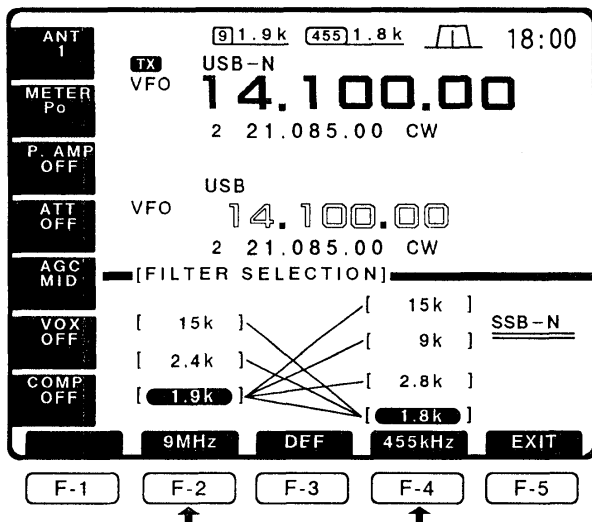 ANT
1
[9] 1.9k [455] 1.8k 18:00
TX USB-N
VFO 14.100.00
2 21.085.00 CW
METER
Po
P. AMP
OFF
USB
VFO 14.100.00
2 21.085.00 CW
ATT
OFF
AGC
MID
[FILTER SELECTION]
VOX
OFF
COMP
OFF
[ 15k ]
[ 2.4k ]
[ 1.9k ]
[ 15k ]
[ 9k ]
[ 2.8k ]
[ 1.8k ]
SSB-N
9MHz DEF 455kHz EXIT
F-1 F-2 F-3 F-4 F-5